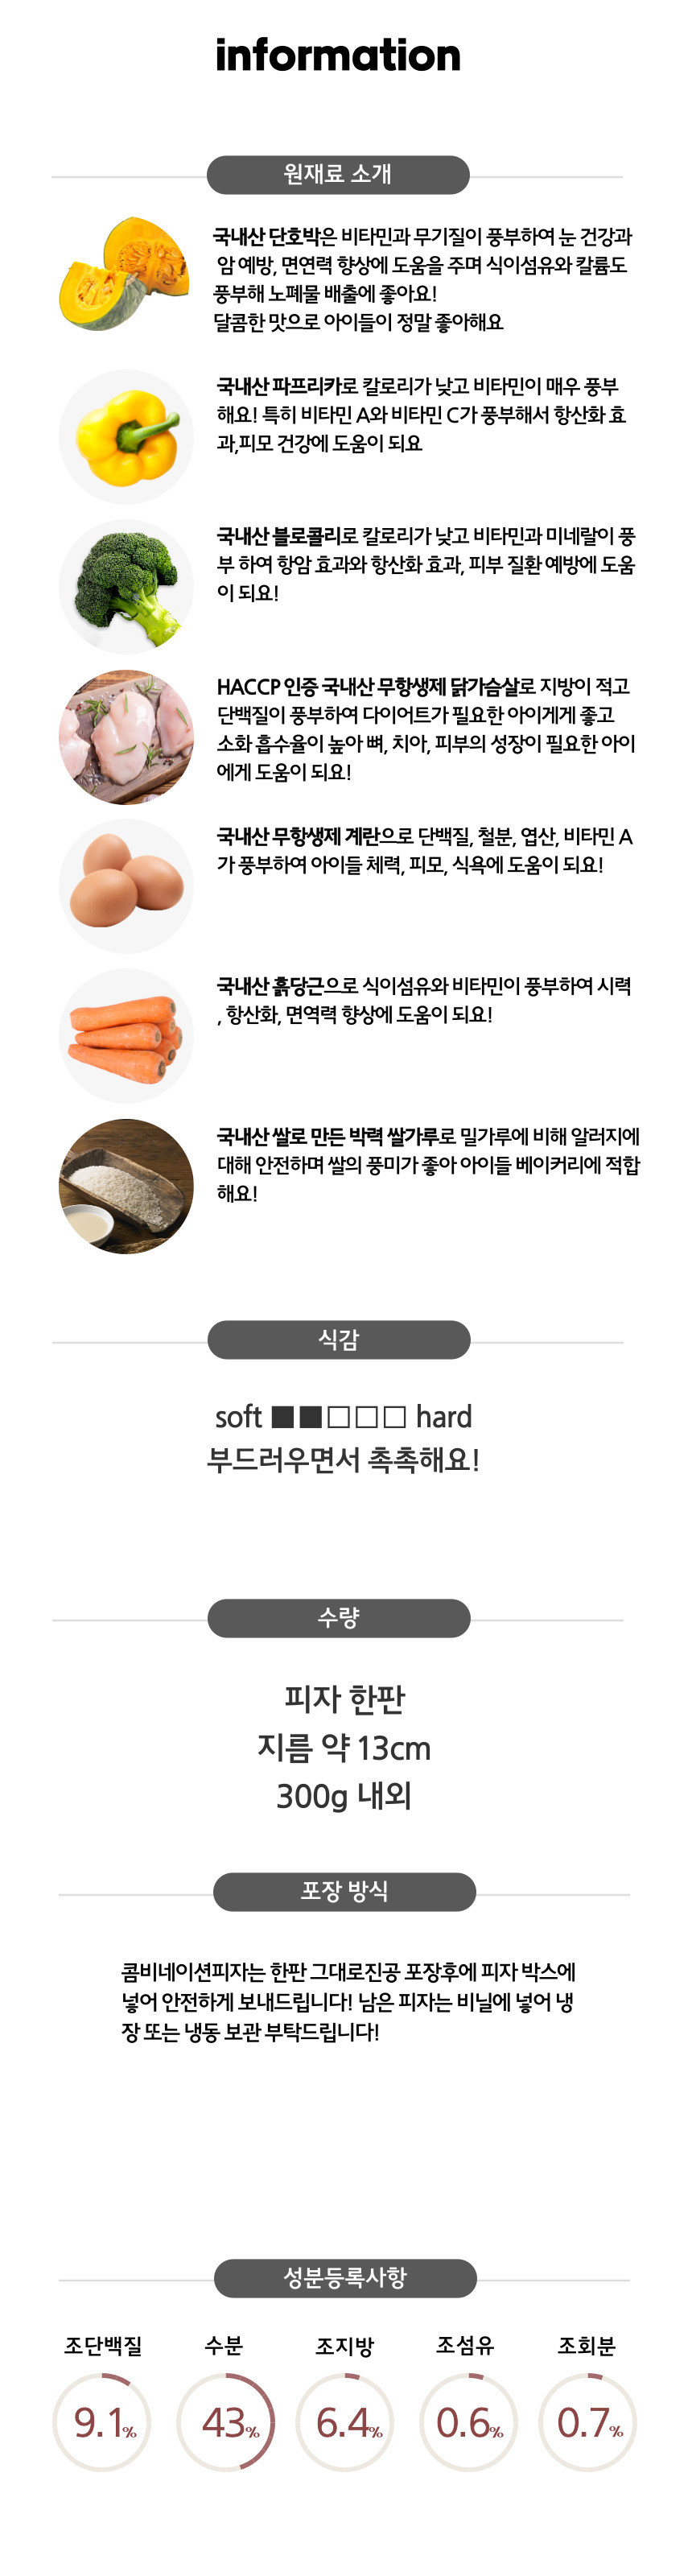 information
원재료 소개
국내산 단호박은 비타민과 무기질이 풍부하여 눈 건강과
암 예방, 면연력 향상에 도움을 주며 식이섬유와 칼륨도
풍부해 노폐물 배출에 좋아요!
달콤한 맛으로 아이들이 정말 좋아해요
국내산 파프리카로 칼로리가 낮고 비타민이 매우 풍부
해요! 특히 비타민 A와 비타민 C가 풍부해서 항산화 효
과,피모 건강에 도움이 되요
국내산 블로콜리로 칼로리가 낮고 비타민과 미네랄이 풍
부 하여 항암 효과와 항산화 효과, 피부 질환 예방에 도움
이 되요!
HACCP 인증 국내산 무항생제 닭가슴살로 지방이 적고
단백질이 풍부하여 다이어트가 필요한 아이게게 좋고
소화 흡수율이 높아 뼈, 치아, 피부의 성장이 필요한 아이
에게 도움이 되요!
국내산 무항생제 계란으로 단백질, 철분, 엽산, 비타민 A
가 풍부하여 아이들 체력, 피모, 식욕에 도움이 되요!
국내산 흙당근으로 식이섬유와 비타민이 풍부하여 시력
, 항산화, 면역력 향상에 도움이 되요!
국내산 쌀로 만든 박력 쌀가루로 밀가루에 비해 알러지에
대해 안전하며 쌀의 풍미가 좋아 아이들 베이커리에 적합
해요!
식감
soft ■■□□□ hard
부드러우면서 촉촉해요!
수량
피자 한판
지름 약 13cm
300g 내외
포장 방식
콤비네이션피자는 한판 그대로진공 포장후에 피자 박스에
넣어 안전하게 보내드립니다! 남은 피자는 비닐에 넣어 냉
장 또는 냉동 보관 부탁드립니다!
성분등록사항
조단백질 수분 조지방 조섬유 조회분
9.1% 43% 6.4% 0.6% 0.7%